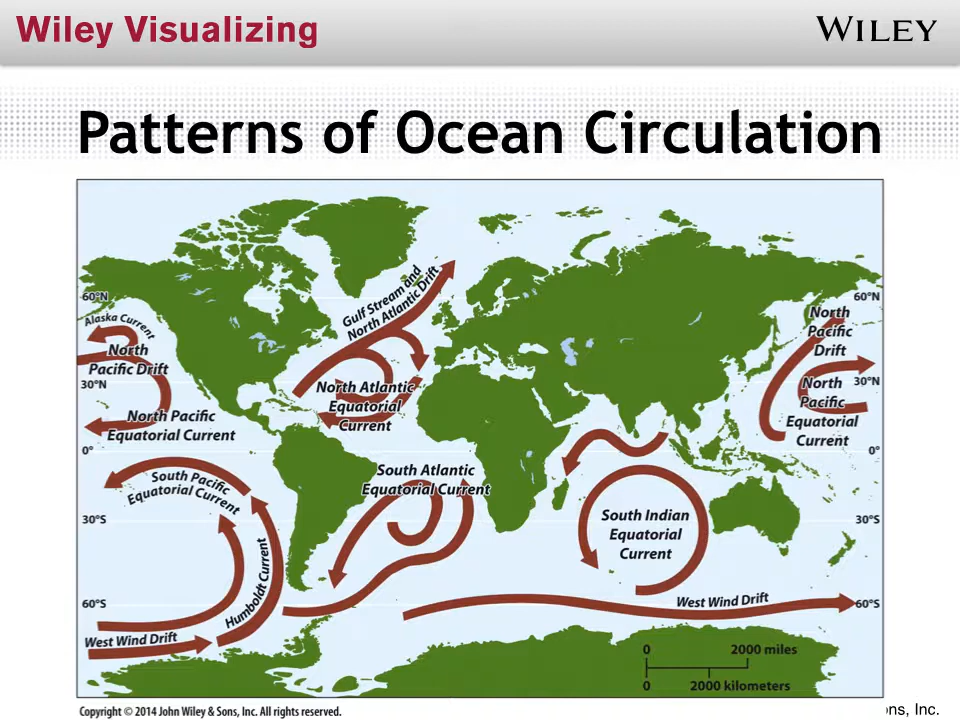 Wiley Visualizing
WILEY
Patterns of Ocean Circulation
60°N
Alaska Current
North
Pacific Drift
30°N
North Pacific
Equatorial Current
0°
South Pacific
Equatorial Current
30°S
Humboldt Current
60°S
West Wind Drift
Gulf Stream and
North Atlantic Drift
North Atlantic
Equatorial
Current
South Atlantic
Equatorial Current
South Indian
Equatorial
Current
West Wind Drift
60°N
North
Pacific
Drift
30°N
North
Pacific
Equatorial
Current
0°
30°S
60°S
0
2000 miles
0
2000 kilometers
Copyright © 2014 John Wiley & Sons, Inc. All rights reserved.
ons, Inc.